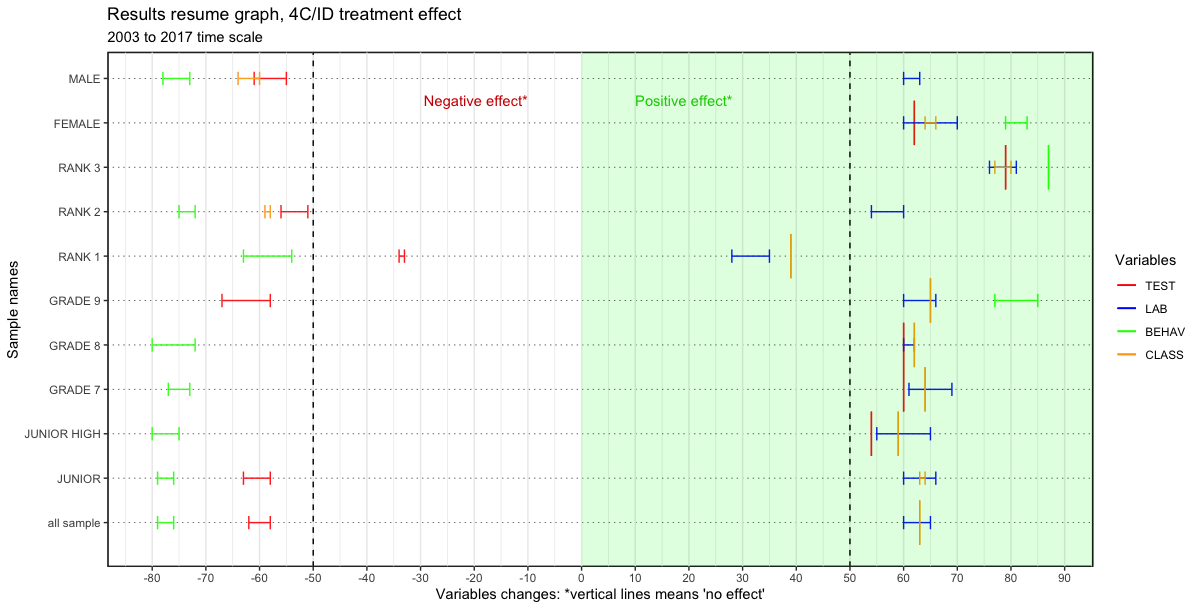 Results resume graph, 4C/ID treatment effect
2003 to 2017 time scale
Sample names
MALE
Negative effect*
Positive effect*
FEMALE
RANK 3
RANK 2
RANK 1
GRADE 9
GRADE 8
GRADE 7
JUNIOR HIGH
JUNIOR
all sample
-80 -70 -60 -50 -40 -30 -20 -10 0 10 20 30 40 50 60 70 80 90
Variables changes: *vertical lines means 'no effect'
Variables
TEST
LAB
BEHAV
CLASS